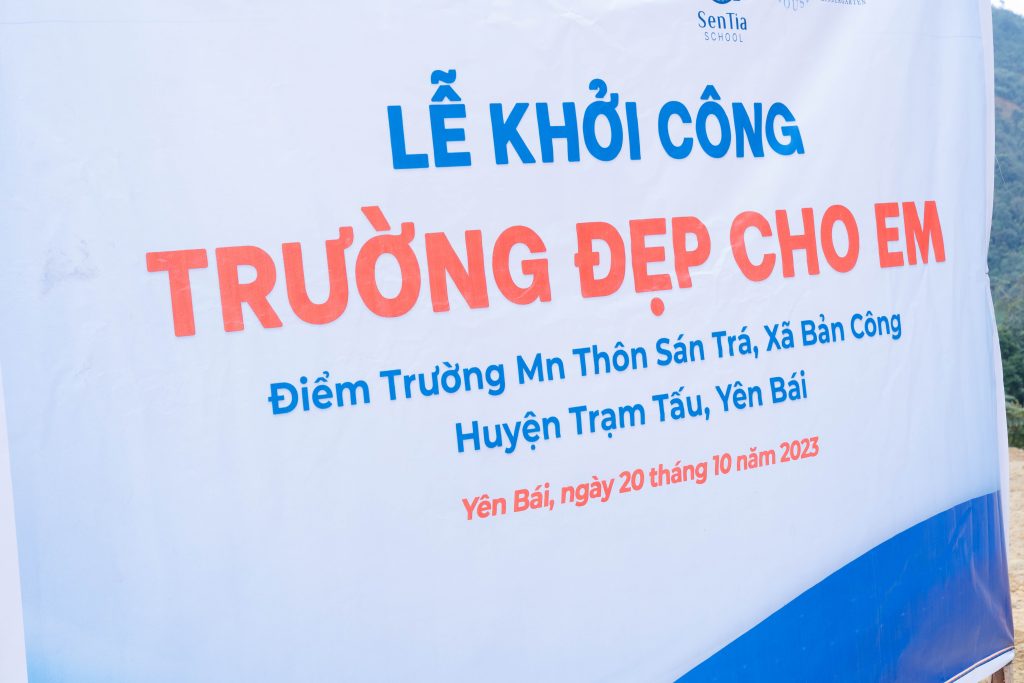 SenTia
SCHOOL
LỄ KHỞI CÔNG
TRƯỜNG ĐẸP CHO EM
Điểm Trường Mn Thôn Sán Trá, Xã Bản Công
Huyện Trạm Tấu, Yên Bái
Yên Bái, ngày 20 tháng 10 năm 2023